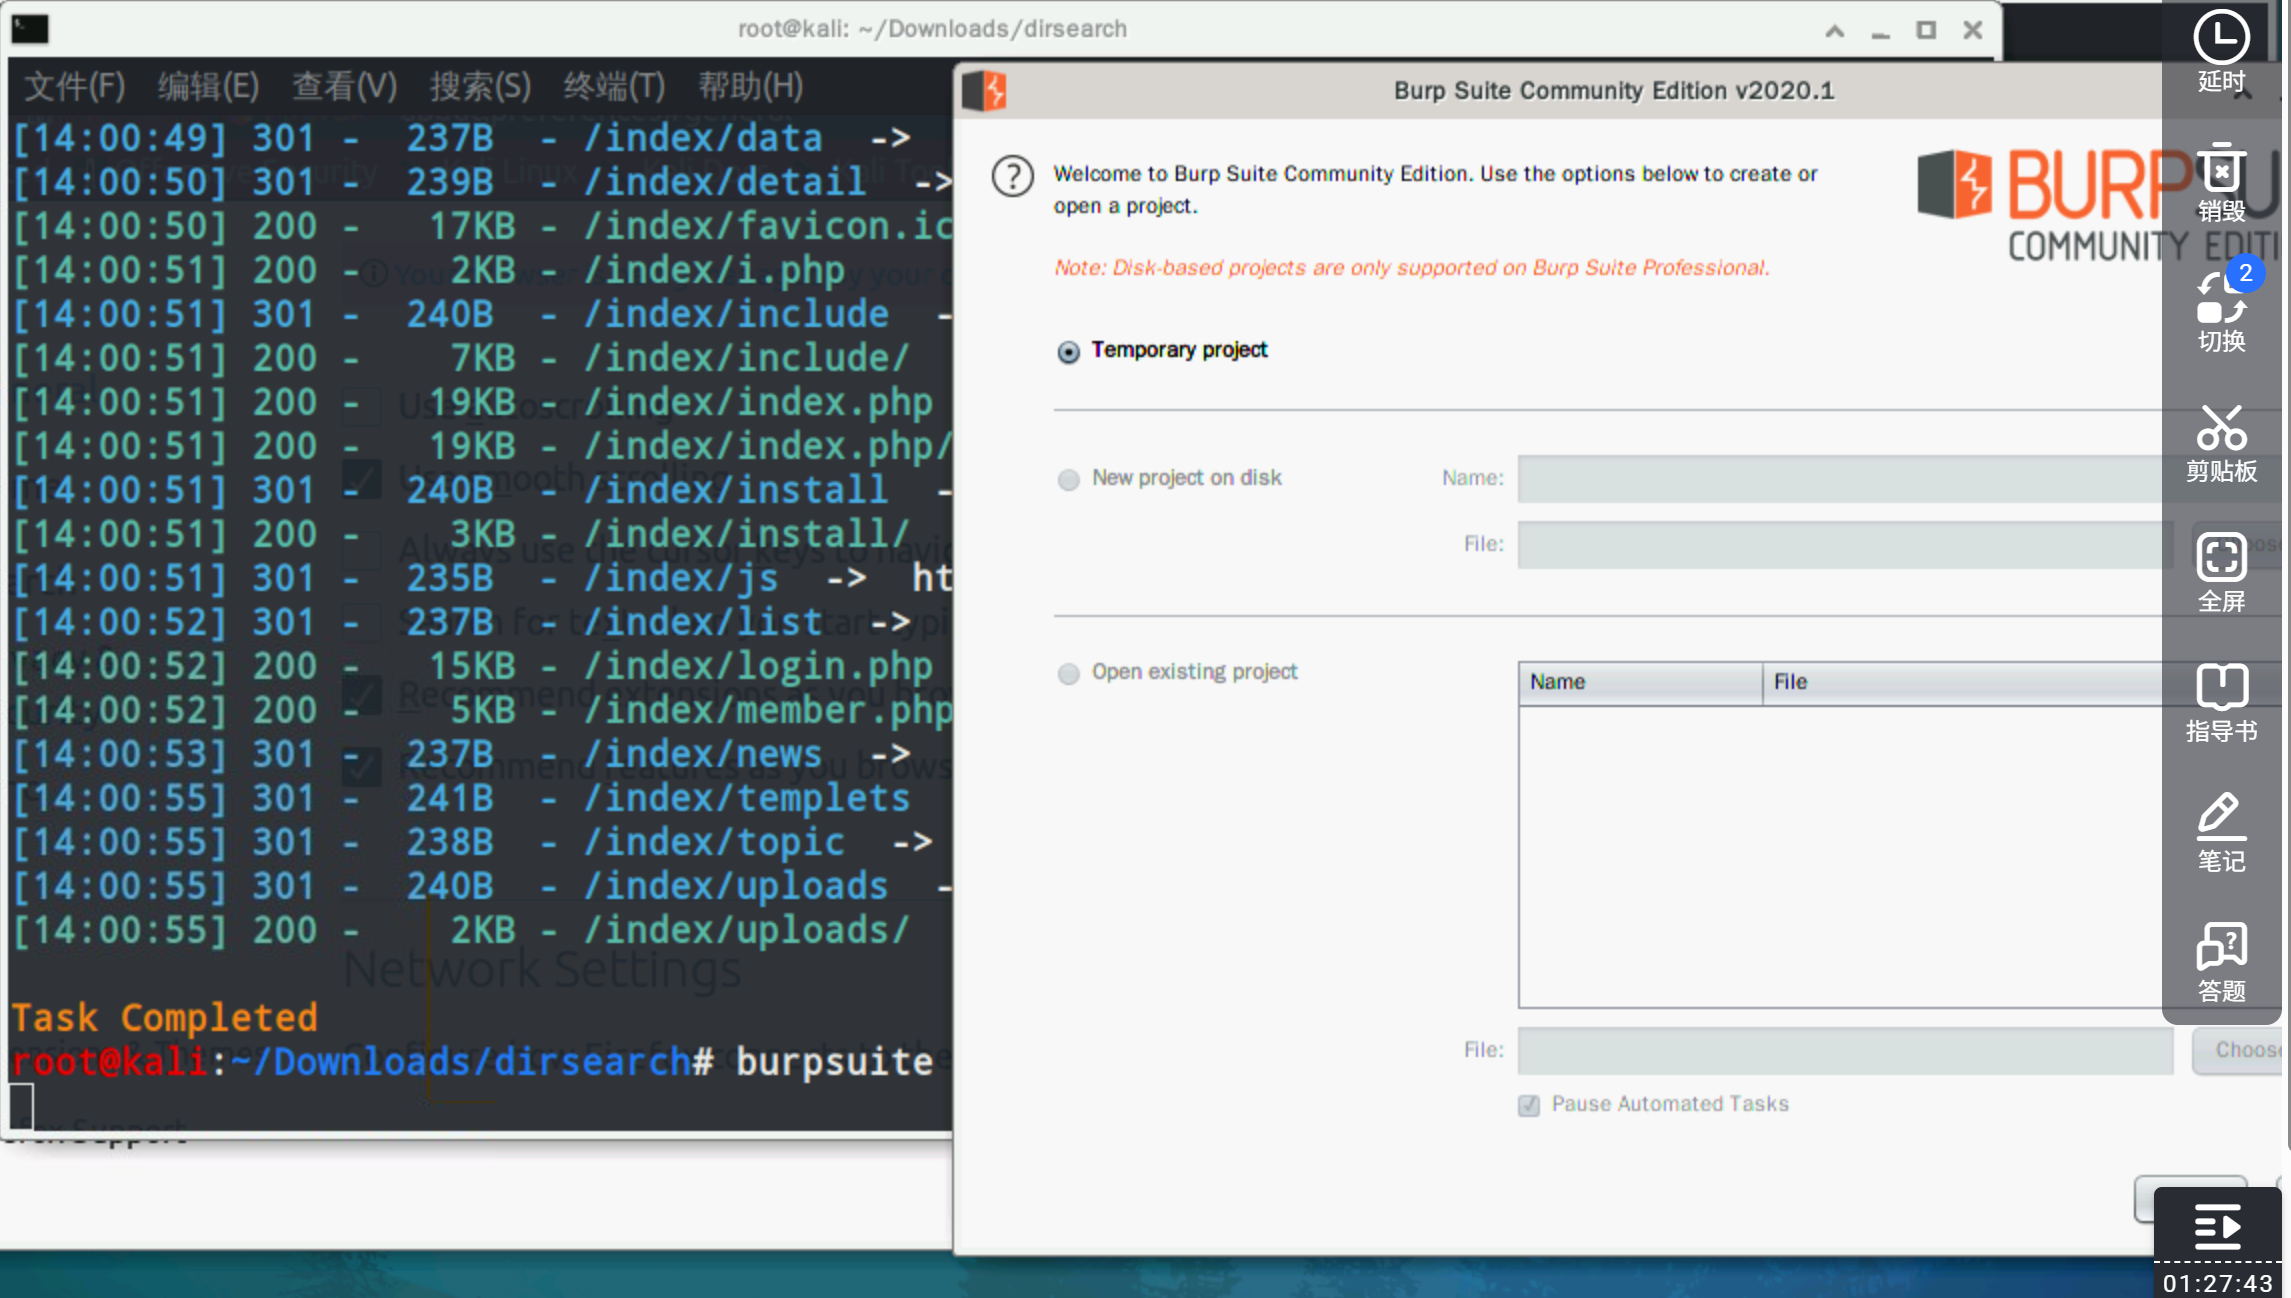 root@kali: ~/Downloads/dirsearch
文件(F) 编辑(E) 查看(V) 搜索(S) 终端(T) 帮助(H)
[14:00:49] 301 - 237B - /index/data ->
[14:00:50] 301 - 239B - /index/detail ->
[14:00:50] 200 - 17KB - /index/favicon.ic
[14:00:51] 200 - 2KB - /index/i.php
[14:00:51] 301 - 240B - /index/include -
[14:00:51] 200 - 7KB - /index/include/
[14:00:51] 200 - 19KB - /index/index.php
[14:00:51] 200 - 19KB - /index/index.php/
[14:00:51] 301 - 240B - /index/install -
[14:00:51] 200 - 3KB - /index/install/
[14:00:51] 301 - 235B - /index/js -> ht
[14:00:52] 301 - 237B - /index/list ->
[14:00:52] 200 - 15KB - /index/login.php
[14:00:52] 200 - 5KB - /index/member.php
[14:00:53] 301 - 237B - /index/news ->
[14:00:55] 301 - 241B - /index/templets
[14:00:55] 301 - 238B - /index/topic ->
[14:00:55] 301 - 240B - /index/uploads -
[14:00:55] 200 - 2KB - /index/uploads/
Network Settings
Task Completed
root@kali:~/Downloads/dirsearch# burpsuite
Burp Suite Community Edition v2020.1
Welcome to Burp Suite Community Edition. Use the options below to create or
open a project.
Note: Disk-based projects are only supported on Burp Suite Professional.
BURPSU
COMMUNITY EDITI
Temporary project
New project on disk
Name:
File:
Open existing project
Name File
File:
Choose
Pause Automated Tasks
延时
销毁
2
切换
剪贴板
全屏
指导书
笔记
答题
01:27:43